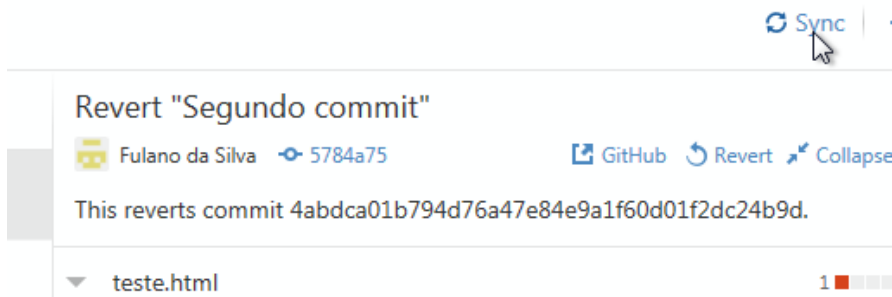 Sync
Revert "Segundo commit"
Fulano da Silva 5784a75 GitHub Revert Collapse
This reverts commit 4abdca01b794d76a47e84e9a1f60d01f2dc24b9d.
teste.html 1